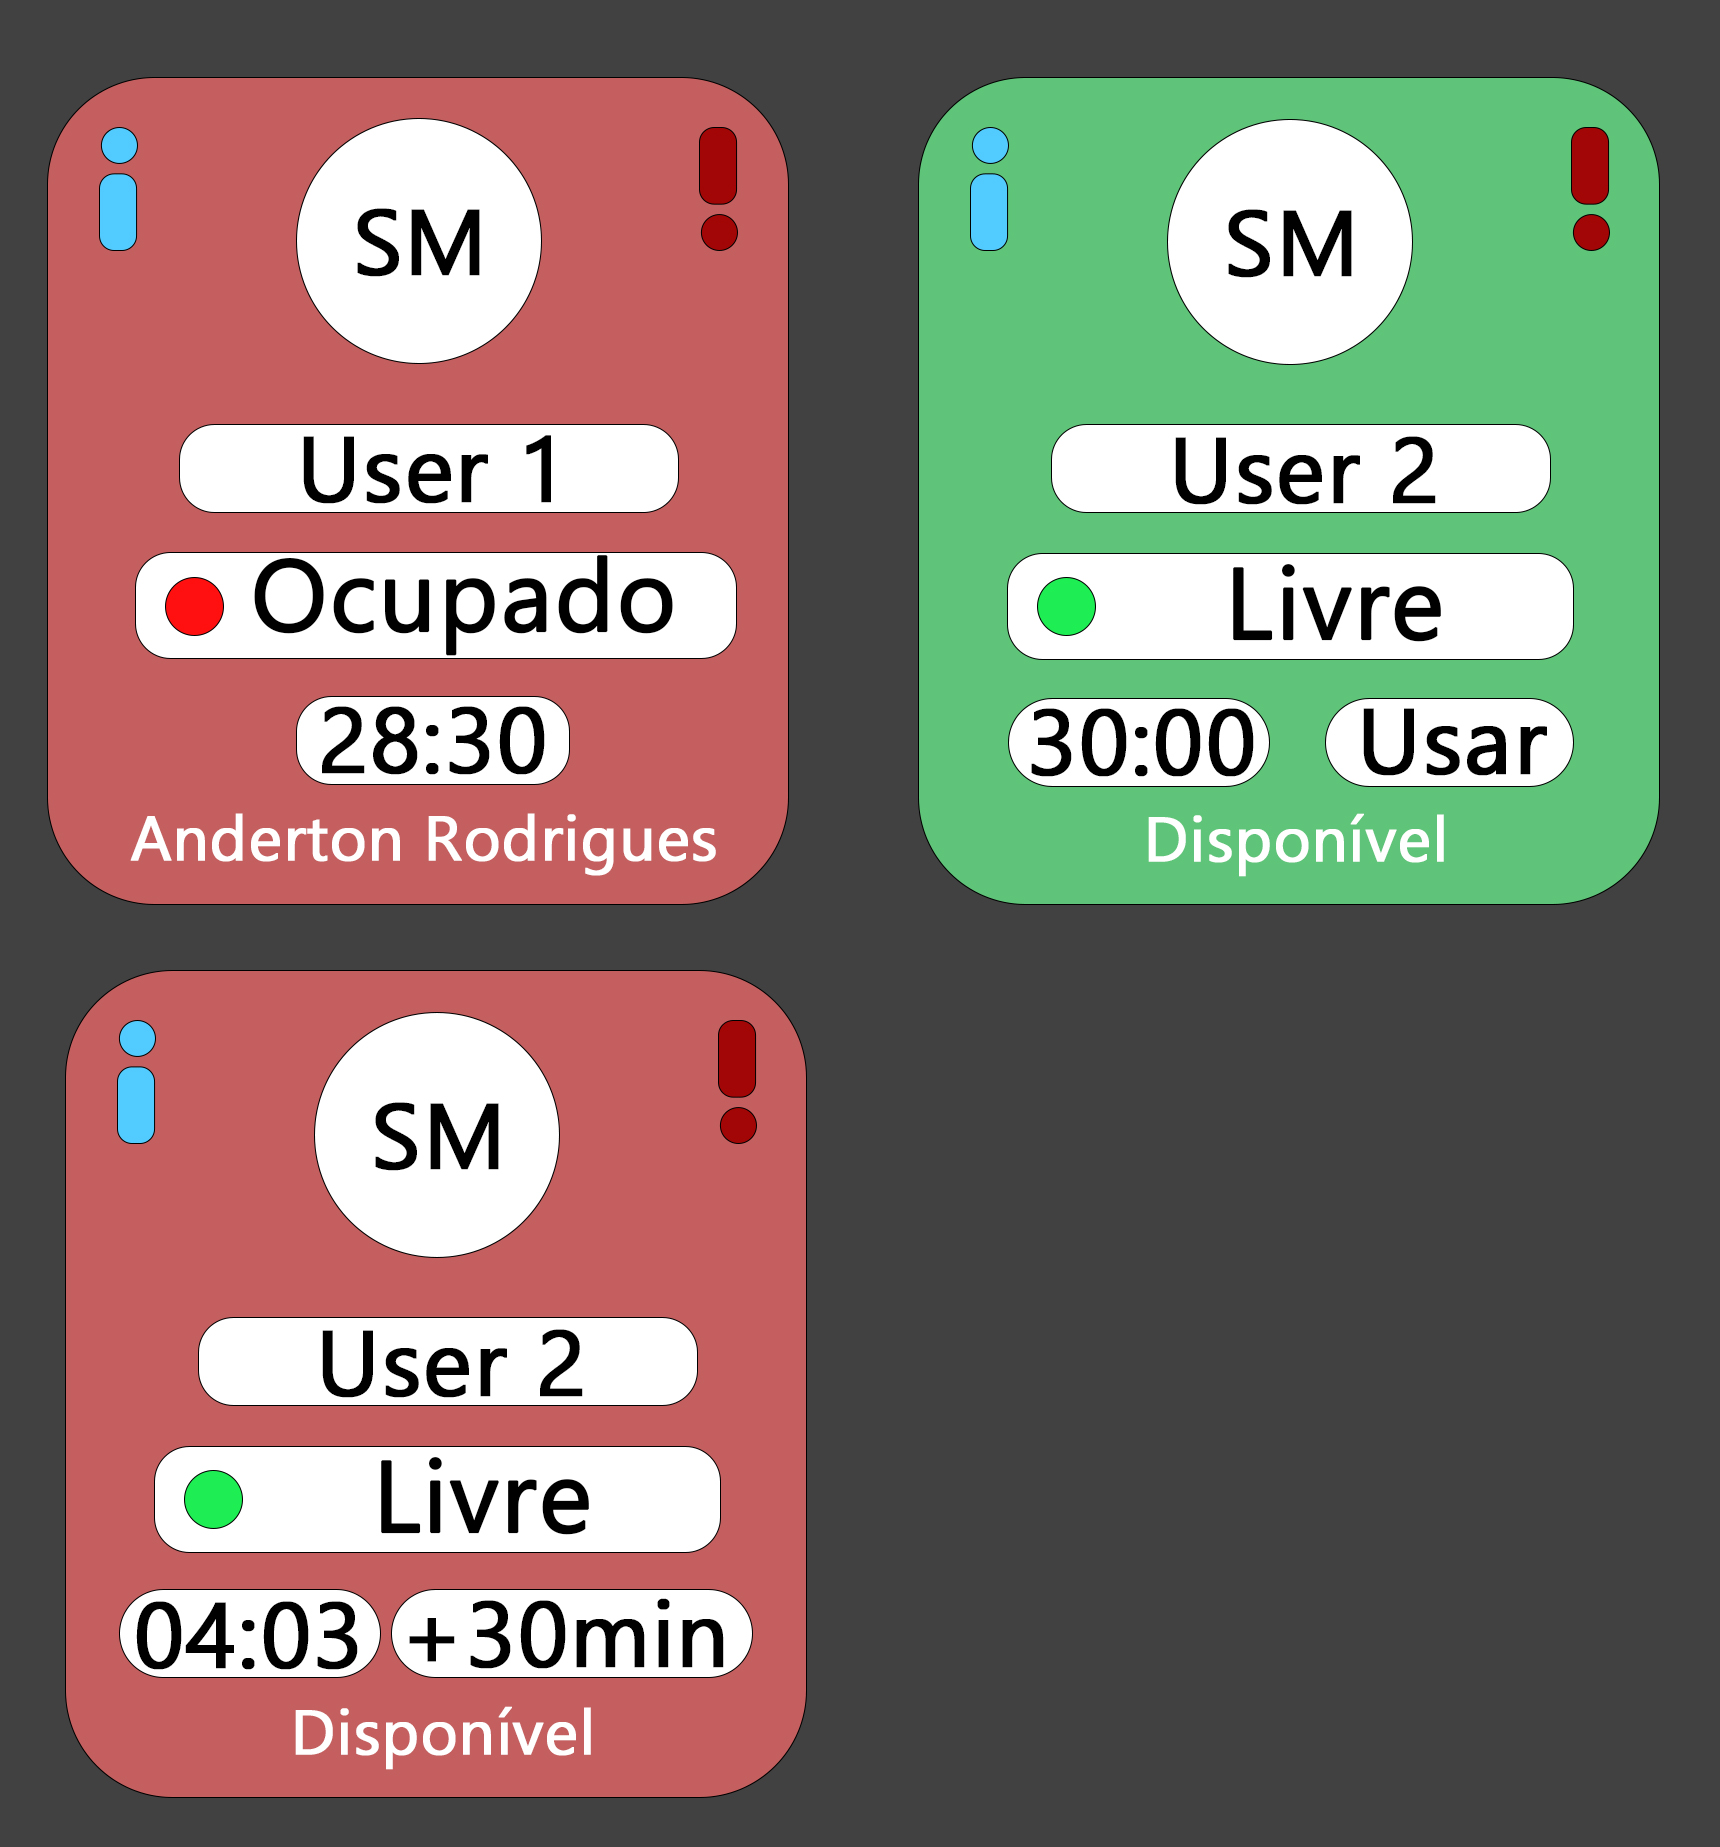 SM
User 1
Ocupado
28:30
Anderton Rodrigues
SM
User 2
Livre
30:00 Usar
Disponível
SM
User 2
Livre
04:03 +30min
Disponível